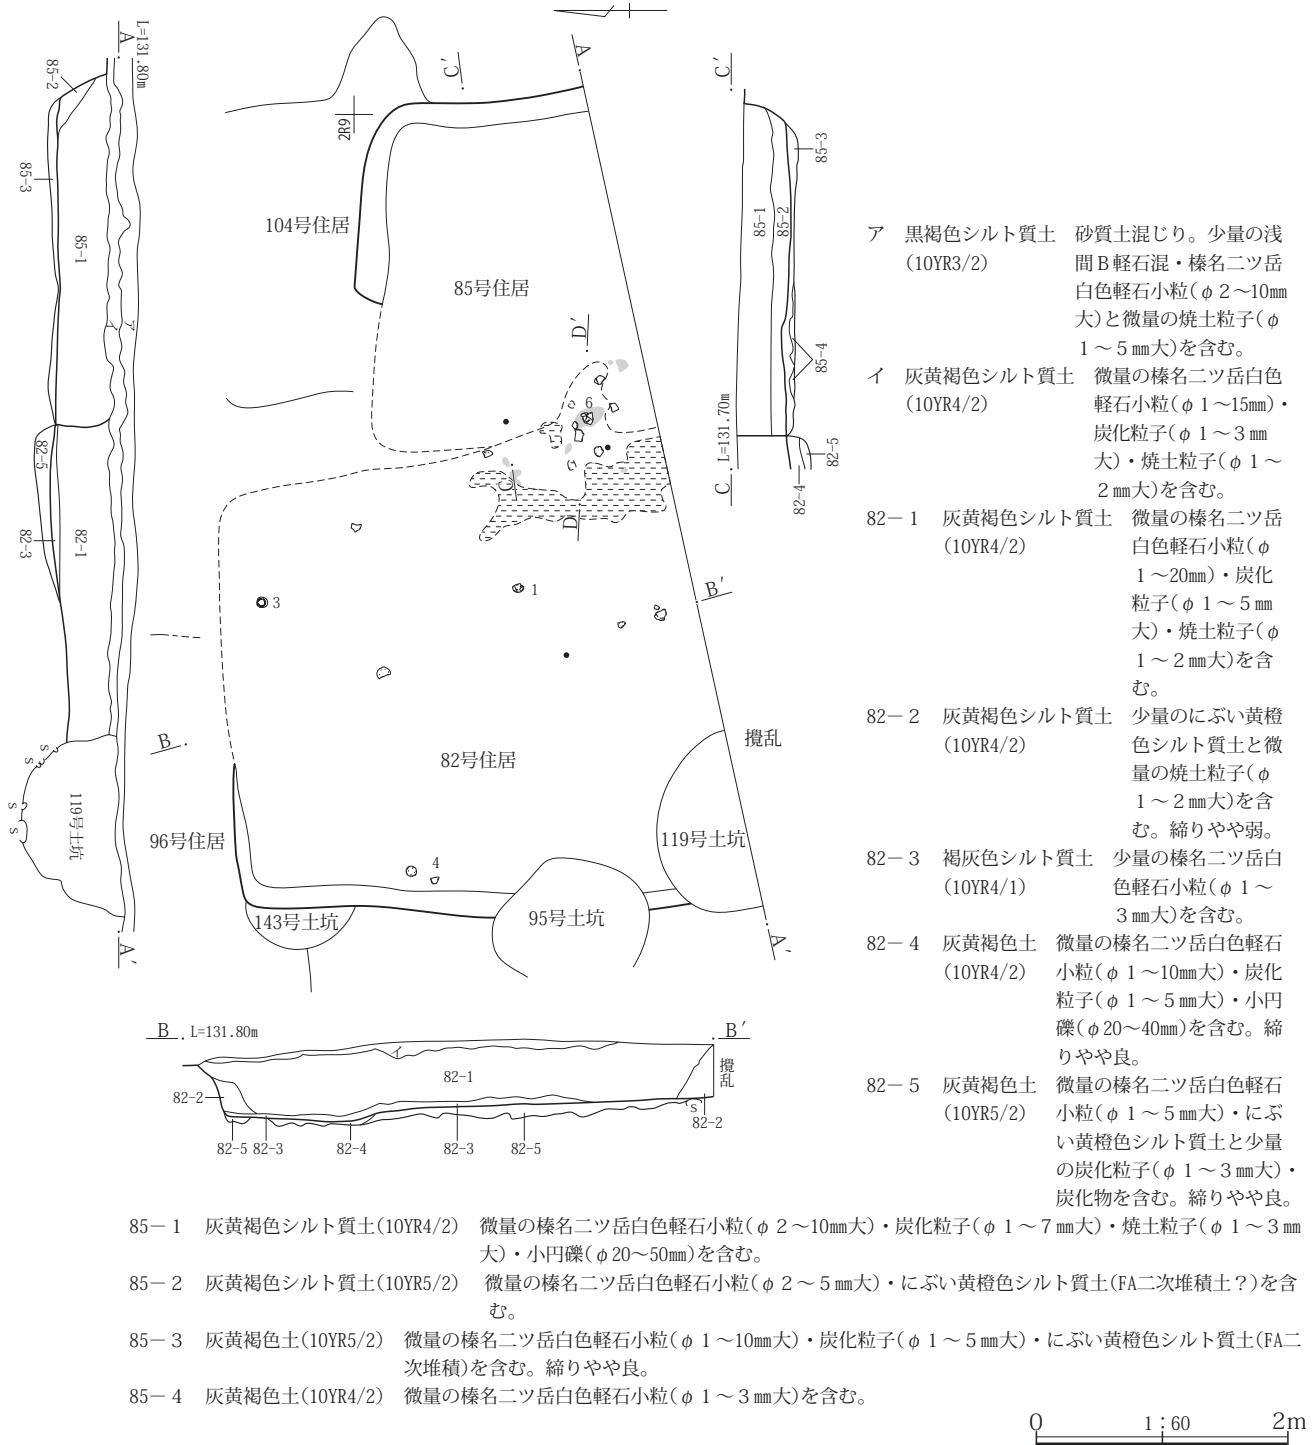 A
L=131.80m
85-2
85-3
85-1
ア
イ
82-5
82-3
82-1
119号土坑
S
S
S
S
A′
2R9
C′
A
104号住居
85号住居
D′
6
C
D
3
1
B′
B
82号住居
攪乱
96号住居
119号土坑
4
143号土坑
95号土坑
A′
C′
85-3
85-1
85-2
85-4
L=131.70m
C
82-5
82-4
B
L=131.80m
B′
イ
82-1
攪乱
82-2
S
82-2
82-5
82-3
82-4
82-3
82-5
ア　黒褐色シルト質土　砂質土混じり。少量の浅
(10YR3/2)　間Ｂ軽石混・榛名二ツ岳
白色軽石小粒(φ２〜10㎜
大)と微量の焼土粒子(φ
１〜５㎜大)を含む。
イ　灰黄褐色シルト質土　微量の榛名二ツ岳白色
(10YR4/2)　軽石小粒(φ１〜15㎜)・
炭化粒子(φ１〜３㎜
大)・焼土粒子(φ１〜
２㎜大)を含む。
82－１　灰黄褐色シルト質土　微量の榛名二ツ岳
(10YR4/2)　白色軽石小粒(φ
１〜20㎜)・炭化
粒子(φ１〜５㎜
大)・焼土粒子(φ
１〜２㎜大)を含
む。
82－２　灰黄褐色シルト質土　少量のにぶい黄橙
(10YR4/2)　色シルト質土と微
量の焼土粒子(φ
１〜２㎜大)を含
む。締りやや弱。
82－３　褐灰色シルト質土　少量の榛名二ツ岳白
(10YR4/1)　色軽石小粒(φ１〜
３㎜大)を含む。
82－４　灰黄褐色土　微量の榛名二ツ岳白色軽石
(10YR4/2)　小粒(φ１〜10㎜大)・炭化
粒子(φ１〜５㎜大)・小円
礫(φ20〜40㎜)を含む。締
りやや良。
82－５　灰黄褐色土　微量の榛名二ツ岳白色軽石
(10YR5/2)　小粒(φ１〜５㎜大)・にぶ
い黄橙色シルト質土と少量
の炭化粒子(φ１〜３㎜大)・
炭化物を含む。締りやや良。
85－１　灰黄褐色シルト質土(10YR4/2)　微量の榛名二ツ岳白色軽石小粒(φ２〜10㎜大)・炭化粒子(φ１〜７㎜大)・焼土粒子(φ１〜３㎜
大)・小円礫(φ20〜50㎜)を含む。
85－２　灰黄褐色シルト質土(10YR5/2)　微量の榛名二ツ岳白色軽石小粒(φ２〜５㎜大)・にぶい黄橙色シルト質土(FA二次堆積土？)を含
む。
85－３　灰黄褐色土(10YR5/2)　微量の榛名二ツ岳白色軽石小粒(φ１〜10㎜大)・炭化粒子(φ１〜５㎜大)・にぶい黄橙色シルト質土(FA二
次堆積)を含む。締りやや良。
85－４　灰黄褐色土(10YR4/2)　微量の榛名二ツ岳白色軽石小粒(φ１〜３㎜大)を含む。
0　1：60　2m